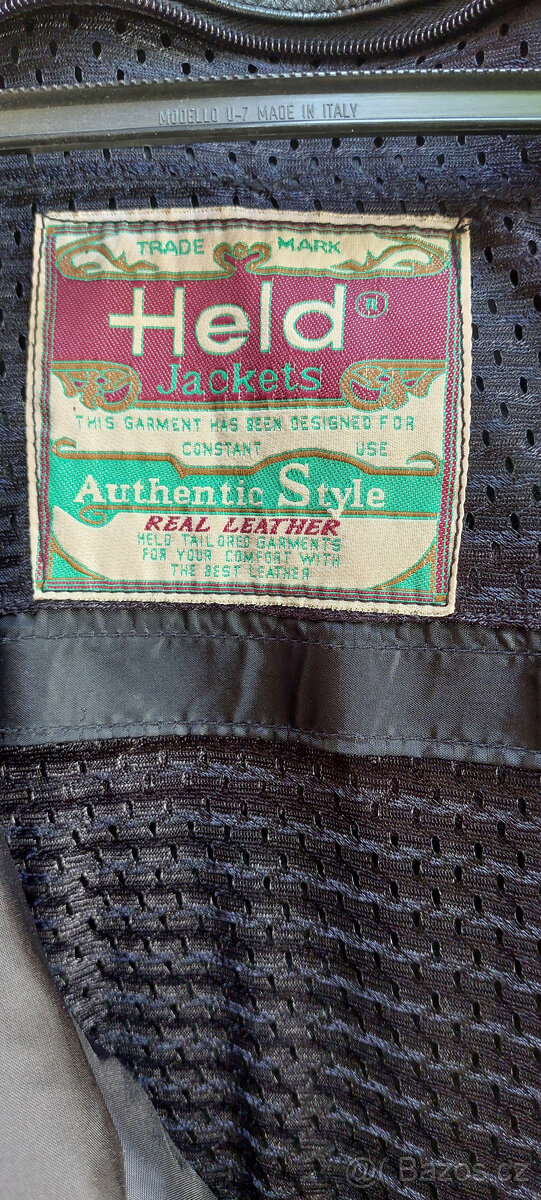 MODELLO U-7 MADE IN ITALY
TRADE MARK
Held ®
Jackets
THIS GARMENT HAS BEEN DESIGNED FOR
CONSTANT USE
Authentic Style
REAL LEATHER
HELD TAILORED GARMENTS
FOR YOUR COMFORT WITH
THE BEST LEATHER
Bazos.cz